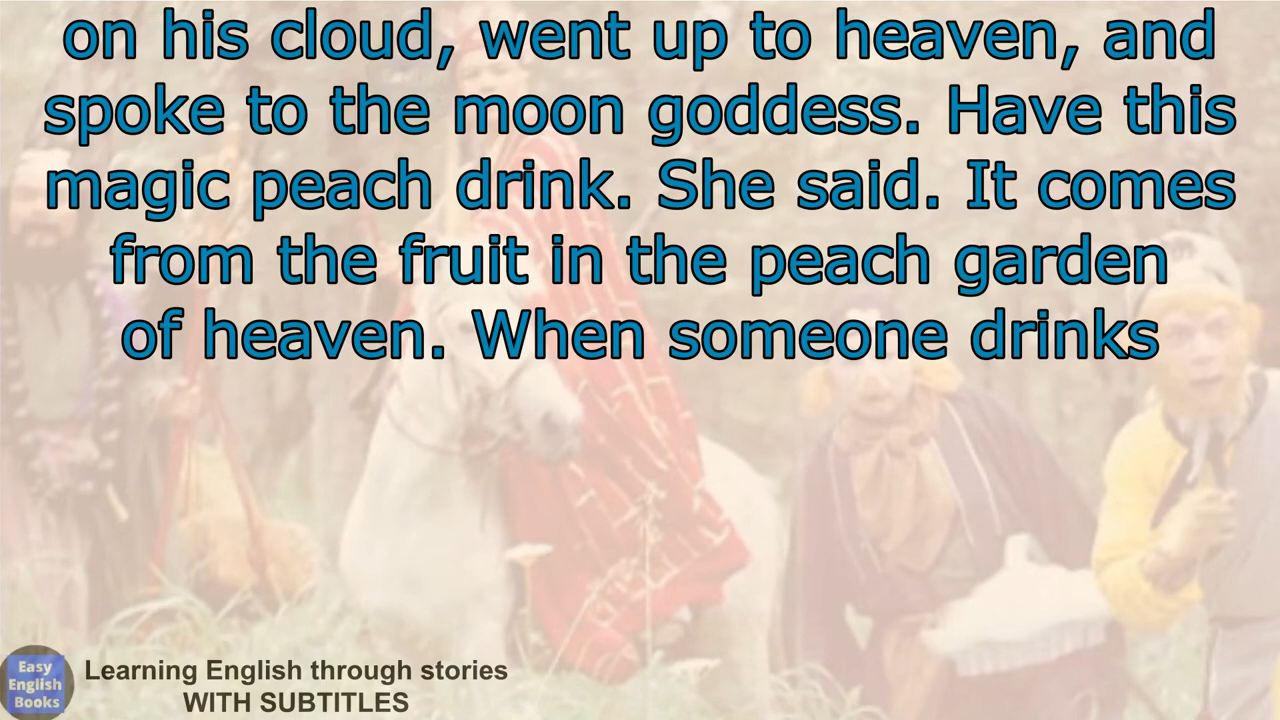 on his cloud, went up to heaven, and
spoke to the moon goddess. Have this
magic peach drink. She said. It comes
from the fruit in the peach garden
of heaven. When someone drinks
Easy
English
Books
Learning English through stories
WITH SUBTITLES